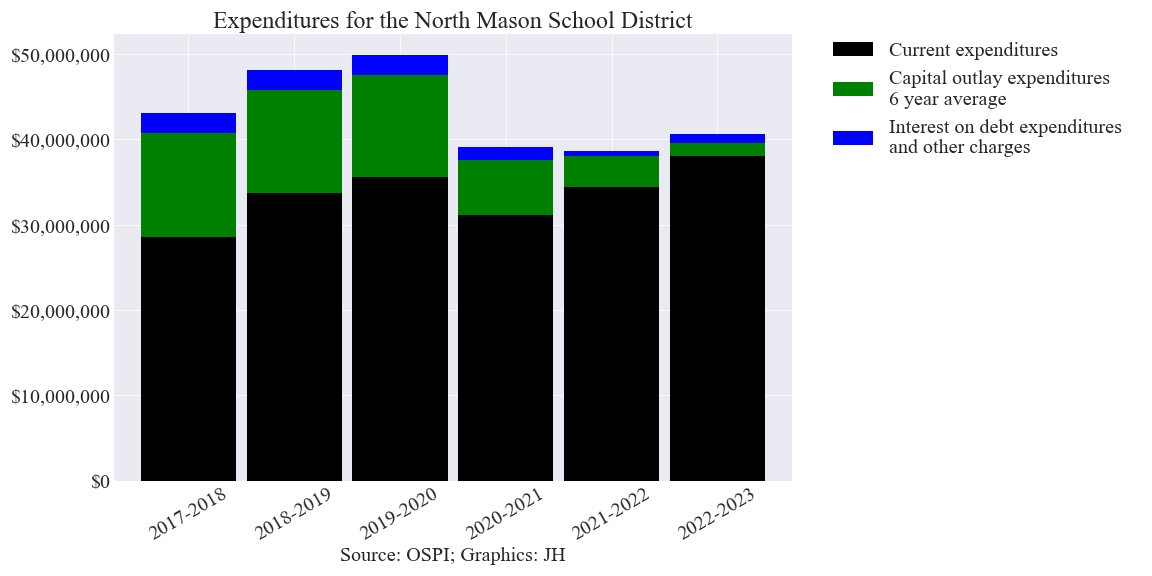 Expenditures for the North Mason School District
$50,000,000
$40,000,000
$30,000,000
$20,000,000
$10,000,000
$0
2017-2018
2018-2019
2019-2020
2020-2021
2021-2022
2022-2023
Source: OSPI; Graphics: JH
Current expenditures
Capital outlay expenditures
6 year average
Interest on debt expenditures
and other charges